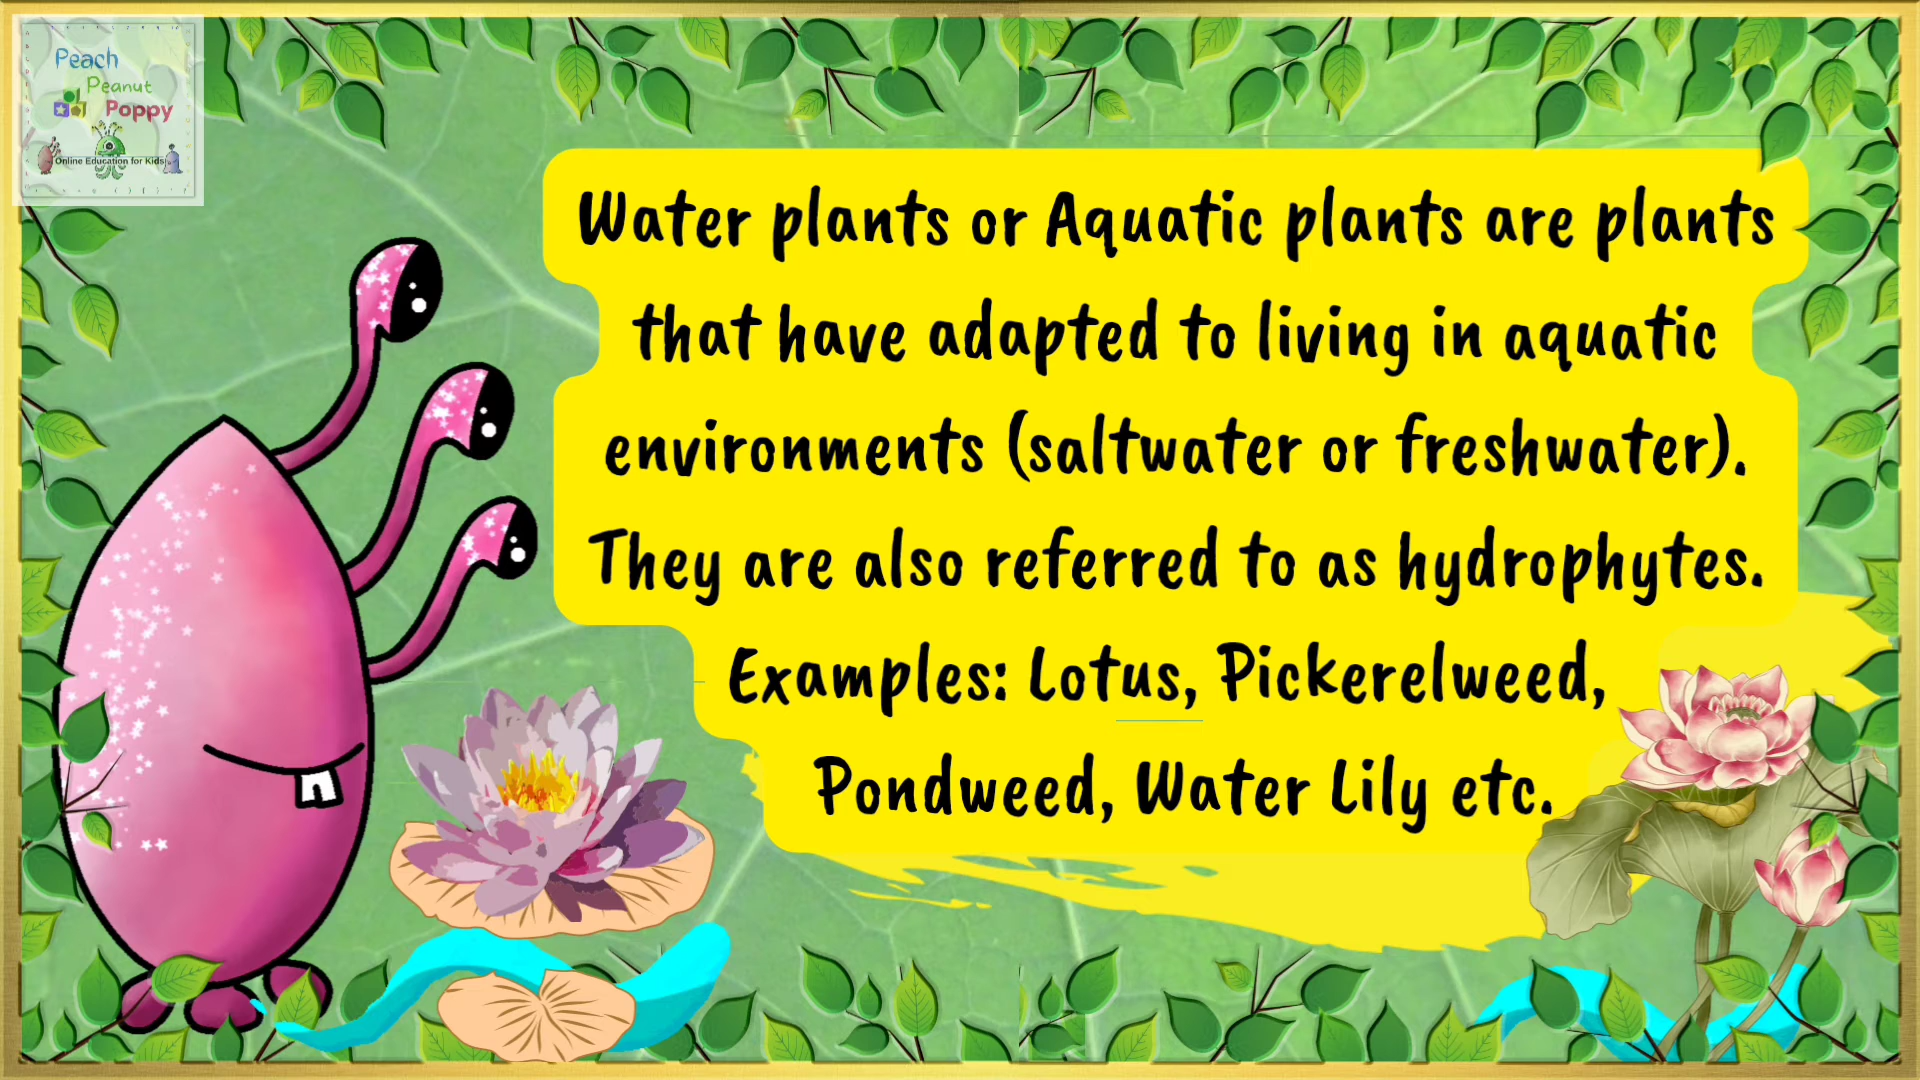 Peach
Peanut
Poppy
Online Education for Kids!
Water plants or Aquatic plants are plants
that have adapted to living in aquatic
environments (saltwater or freshwater).
They are also referred to as hydrophytes.
Examples: Lotus, Pickerelweed,
Pondweed, Water Lily etc.